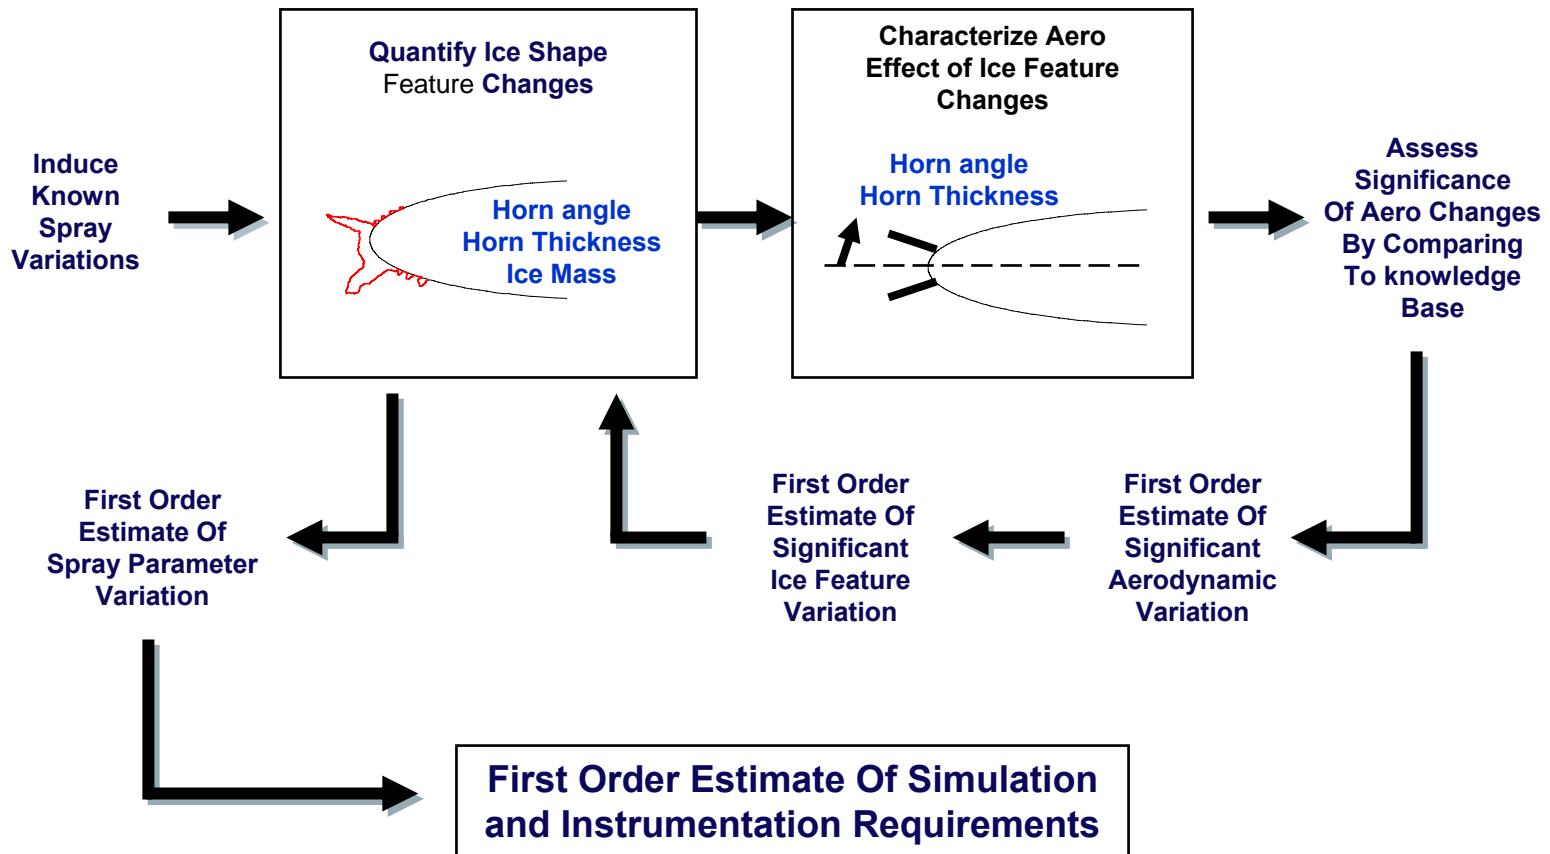 Induce
Known
Spray
Variations
Quantify Ice Shape
Feature Changes
Horn angle
Horn Thickness
Ice Mass
Characterize Aero
Effect of Ice Feature
Changes
Horn angle
Horn Thickness
Assess
Significance
Of Aero Changes
By Comparing
To knowledge
Base
First Order
Estimate Of
Significant
Aerodynamic
Variation
First Order
Estimate Of
Significant
Ice Feature
Variation
First Order
Estimate Of
Spray Parameter
Variation
First Order Estimate Of Simulation
and Instrumentation Requirements